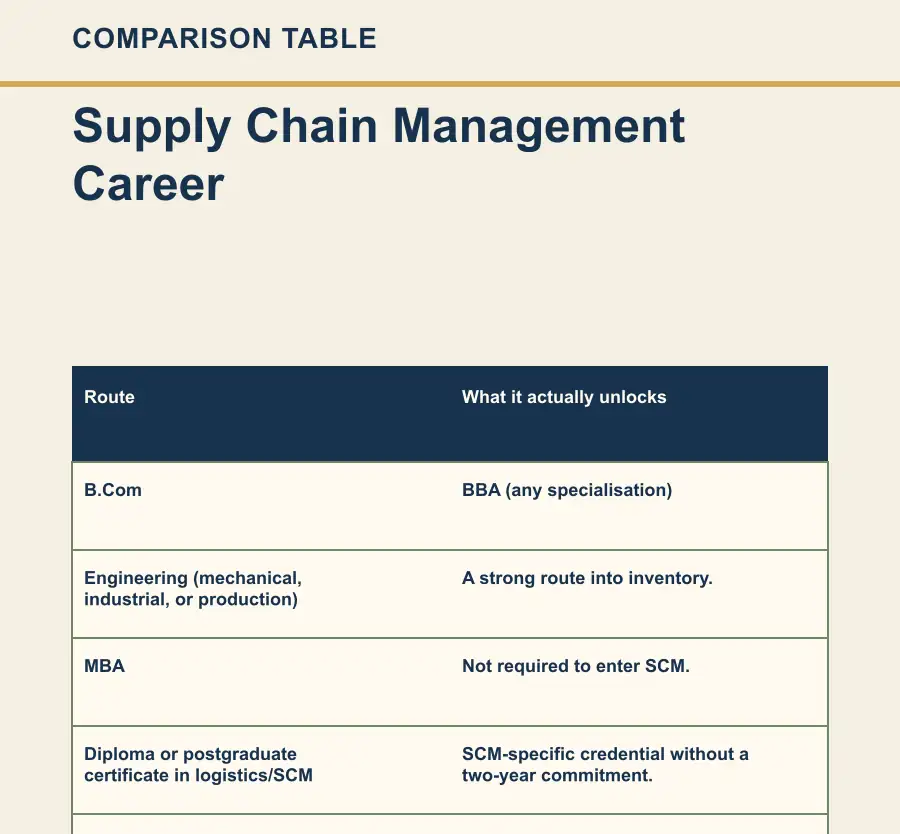 COMPARISON TABLE
Supply Chain Management
Career
Route
What it actually unlocks
B.Com
BBA (any specialisation)
Engineering (mechanical,
industrial, or production)
A strong route into inventory.
MBA
Not required to enter SCM.
Diploma or postgraduate
certificate in logistics/SCM
SCM-specific credential without a
two-year commitment.